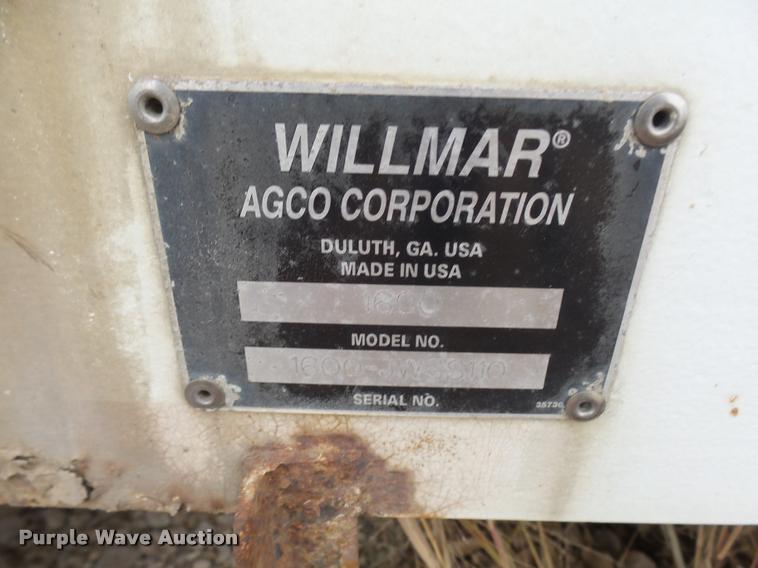 WILLMAR®
AGCO CORPORATION
DULUTH, GA. USA
MADE IN USA
1600
MODEL NO.
SERIAL NO.
Purple Wave Auction